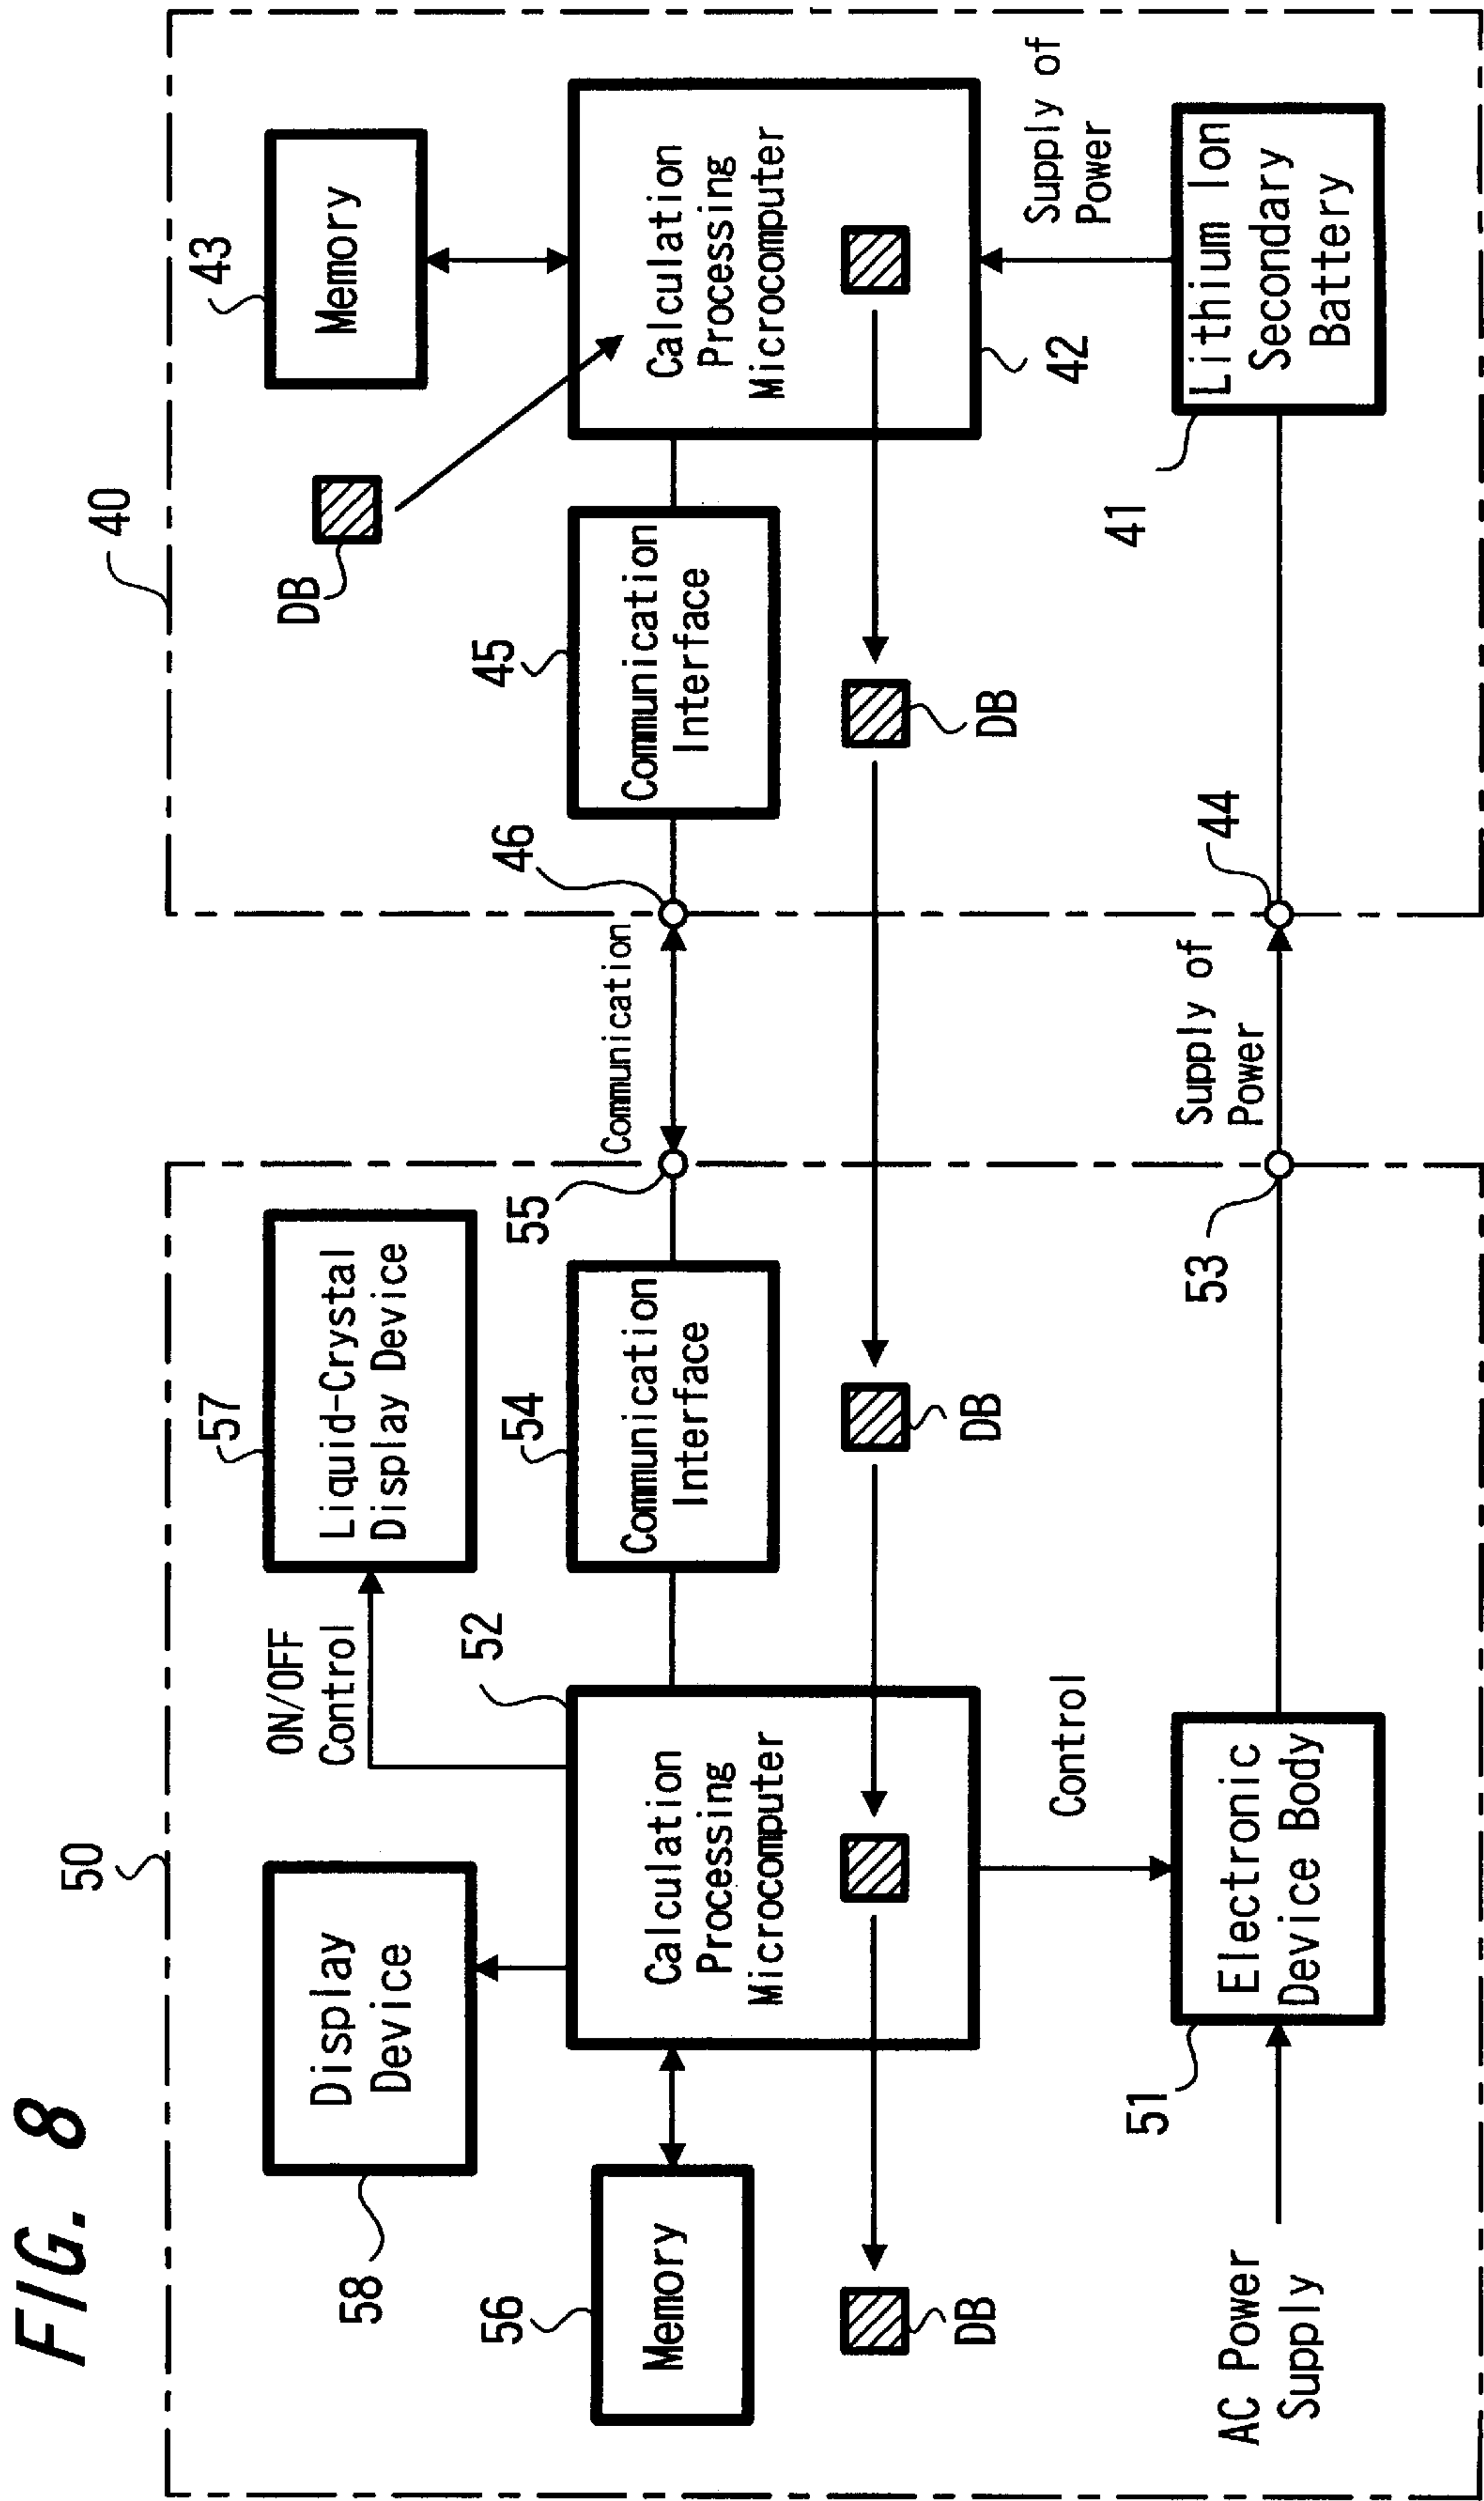 FIG. 8
50
40
58
Display
Device
ON/OFF
Control
57
Liquid-Crystal
Display Device
DB
43
Memory
56
Memory
52
Calculation
Processing
Microcomputer
54
Communication
Interface
55
Communication
46
45
Communication
Interface
Calculation
Processing
Microcomputer
42
DB
DB
DB
Control
Supply of
Power
AC Power
Supply
51
Electronic
Device Body
53
Supply of
Power
44
41
Lithium Ion
Secondary
Battery